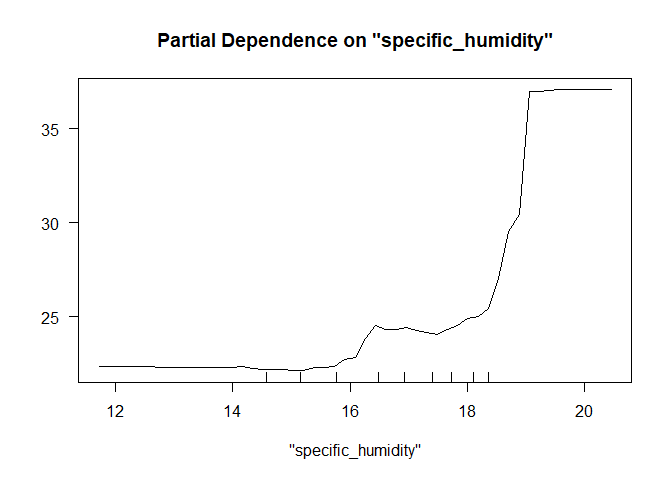 Partial Dependence on "specific_humidity"
35
30
25
12 14 16 18 20
"specific_humidity"